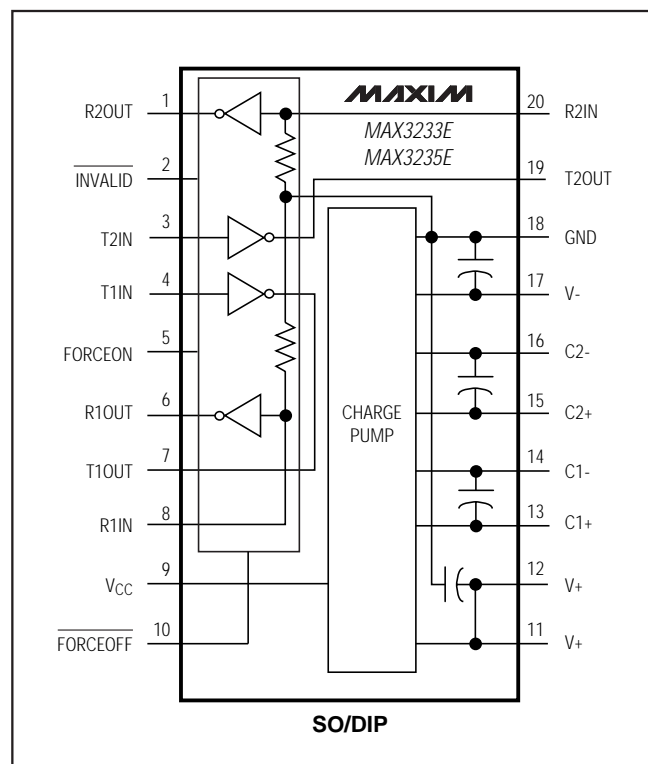 MAXIM
MAX3233E
MAX3235E
1 R2OUT
2 INVALID
3 T2IN
4 T1IN
5 FORCEON
6 R1OUT
7 T1OUT
8 R1IN
9 VCC
10 FORCEOFF
20 R2IN
19 T2OUT
18 GND
17 V-
16 C2-
15 C2+
14 C1-
13 C1+
12 V+
11 V+
CHARGE
PUMP
SO/DIP